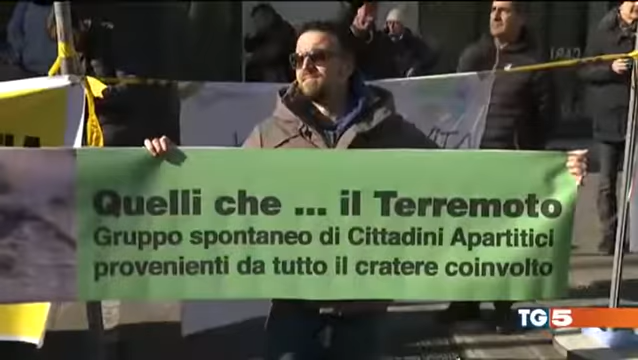 Quelli che ... il Terremoto
Gruppo spontaneo di Cittadini Apartitici
provenienti da tutto il cratere coinvolto
TG5